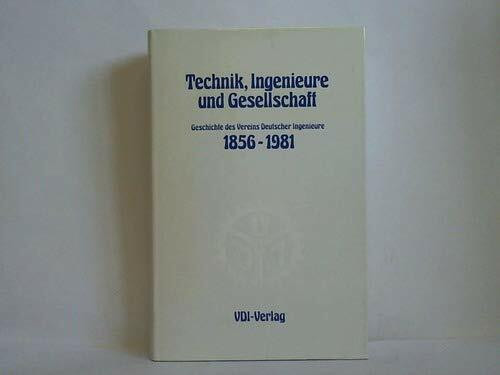 Technik, Ingenieure
und Gesellschaft
Geschichte des Vereins Deutscher Ingenieure
1856-1981
VDI-Verlag